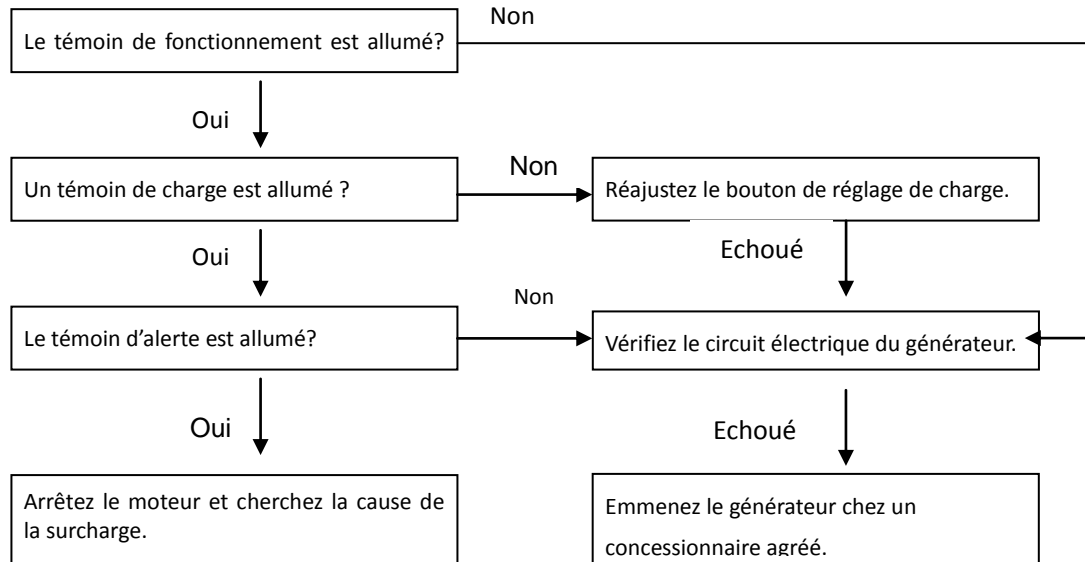 Non
Le témoin de fonctionnement est allumé?
Oui
Un témoin de charge est allumé ?
Non
Réajustez le bouton de réglage de charge.
Oui
Echoué
Le témoin d’alerte est allumé?
Non
Vérifiez le circuit électrique du générateur.
Oui
Echoué
Arrêtez le moteur et cherchez la cause de
la surcharge.
Emmenez le générateur chez un
concessionnaire agréé.